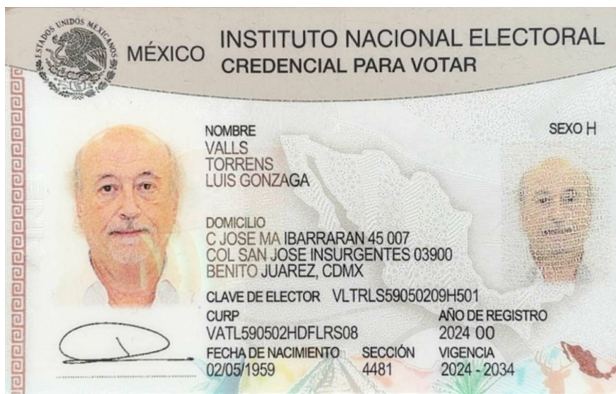 ESTADOS UNIDOS MEXICANOS
MÉXICO
INSTITUTO NACIONAL ELECTORAL
CREDENCIAL PARA VOTAR
NOMBRE
SEXO H
VALLS
TORRENS
LUIS GONZAGA
DOMICILIO
C JOSE MA IBARRARAN 45 007
COL SAN JOSE INSURGENTES 03900
BENITO JUAREZ, CDMX
CLAVE DE ELECTOR VLTRLS59050209H501
CURP
AÑO DE REGISTRO
VATL590502HDFLRS08
2024 00
FECHA DE NACIMIENTO SECCIÓN VIGENCIA
02/05/1959 4481 2024 - 2034